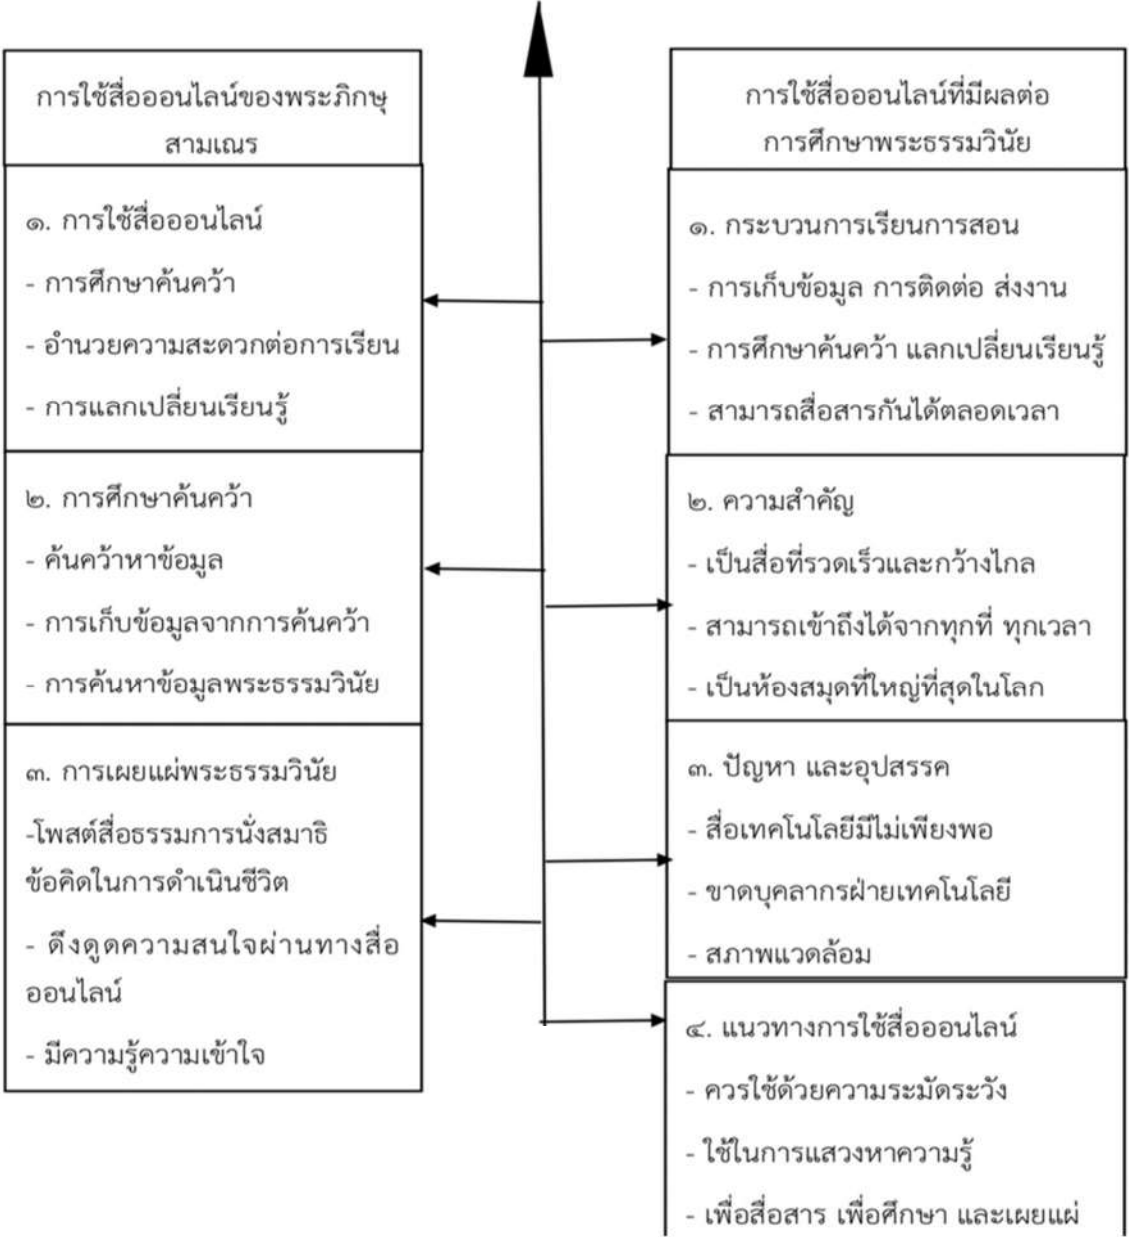 การใช้สื่อออนไลน์ของพระภิกษุ
สามเณร
๑. การใช้สื่อออนไลน์
- การศึกษาค้นคว้า
- อำนวยความสะดวกต่อการเรียน
- การแลกเปลี่ยนเรียนรู้
๒. การศึกษาค้นคว้า
- ค้นคว้าหาข้อมูล
- การเก็บข้อมูลจากการค้นคว้า
- การค้นหาข้อมูลพระธรรมวินัย
๓. การเผยแผ่พระธรรมวินัย
-โพสต์สื่อธรรมการนั่งสมาธิ
ข้อคิดในการดำเนินชีวิต
- ดึงดูดความสนใจผ่านทางสื่อ
ออนไลน์
- มีความรู้ความเข้าใจ
การใช้สื่อออนไลน์ที่มีผลต่อ
การศึกษาพระธรรมวินัย
๑. กระบวนการเรียนการสอน
- การเก็บข้อมูล การติดต่อ ส่งงาน
- การศึกษาค้นคว้า แลกเปลี่ยนเรียนรู้
- สามารถสื่อสารกันได้ตลอดเวลา
๒. ความสำคัญ
- เป็นสื่อที่รวดเร็วและกว้างไกล
- สามารถเข้าถึงได้จากทุกที่ ทุกเวลา
- เป็นห้องสมุดที่ใหญ่ที่สุดในโลก
๓. ปัญหา และอุปสรรค
- สื่อเทคโนโลยีมีไม่เพียงพอ
- ขาดบุคลากรฝ่ายเทคโนโลยี
- สภาพแวดล้อม
๔. แนวทางการใช้สื่อออนไลน์
- ควรใช้ด้วยความระมัดระวัง
- ใช้ในการแสวงหาความรู้
- เพื่อสื่อสาร เพื่อศึกษา และเผยแผ่